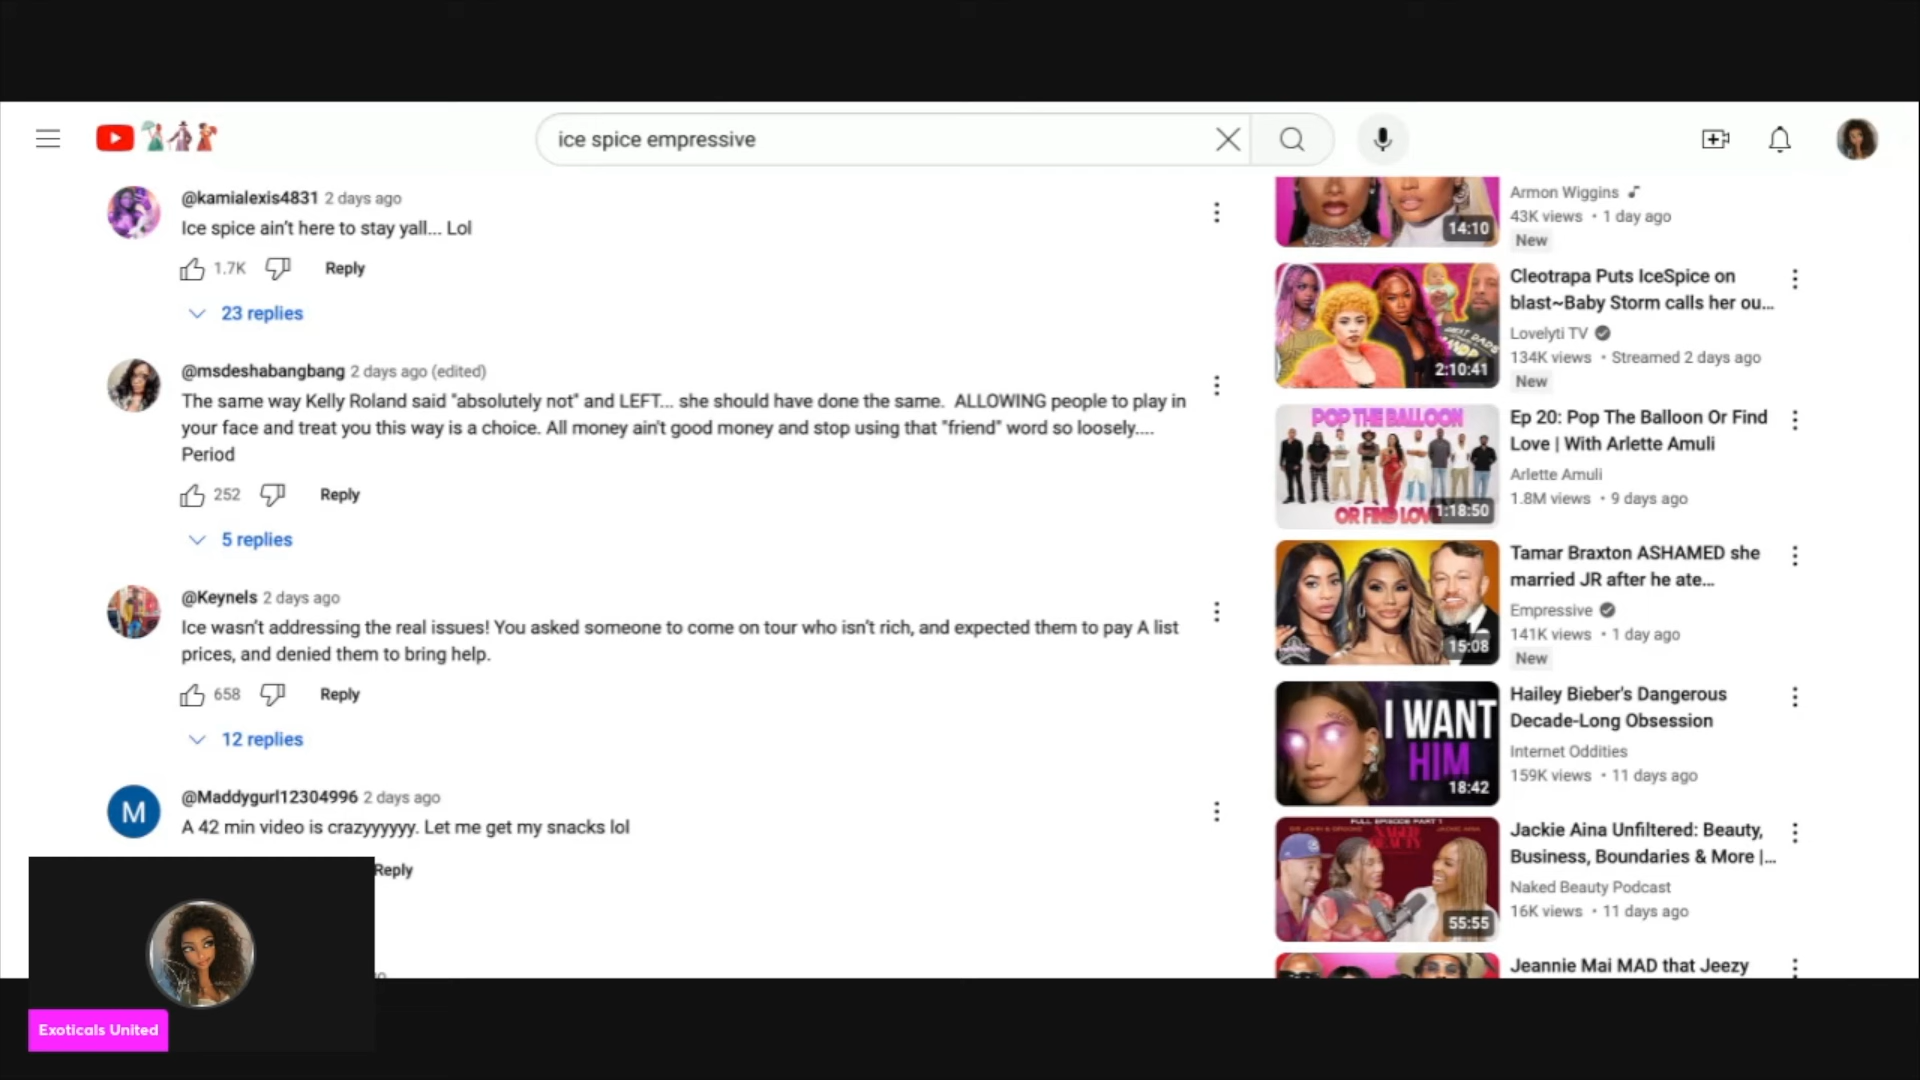 ice spice empressive
@kamialexis4831 2 days ago
Ice spice ain't here to stay yall... Lol
1.7K Reply
23 replies
@msdeshabangbang 2 days ago (edited)
The same way Kelly Roland said "absolutely not" and LEFT... she should have done the same. ALLOWING people to play in
your face and treat you this way is a choice. All money ain't good money and stop using that "friend" word so loosely....
Period
252 Reply
5 replies
@Keynels 2 days ago
Ice wasn't addressing the real issues! You asked someone to come on tour who isn't rich, and expected them to pay A list
prices, and denied them to bring help.
658 Reply
12 replies
M
@Maddygurl12304996 2 days ago
A 42 min video is crazyyyyyy. Let me get my snacks lol
Reply
Exoticals United
14:10
Armon Wiggins
43K views • 1 day ago
New
2:10:41
Cleotrapa Puts IceSpice on
blast~Baby Storm calls her ou...
Lovelyti TV
134K views • Streamed 2 days ago
New
POP THE BALLOON
OR FIND LOV
1:18:50
Ep 20: Pop The Balloon Or Find
Love | With Arlette Amuli
Arlette Amuli
1.8M views • 9 days ago
15:08
Tamar Braxton ASHAMED she
married JR after he ate...
Empressive
141K views • 1 day ago
New
I WANT
HIM
18:42
Hailey Bieber's Dangerous
Decade-Long Obsession
Internet Oddities
159K views • 11 days ago
FULL EPISODE PART 1
NAKED
BEAUTY
55:55
Jackie Aina Unfiltered: Beauty,
Business, Boundaries & More |...
Naked Beauty Podcast
16K views • 11 days ago
Jeannie Mai MAD that Jeezy